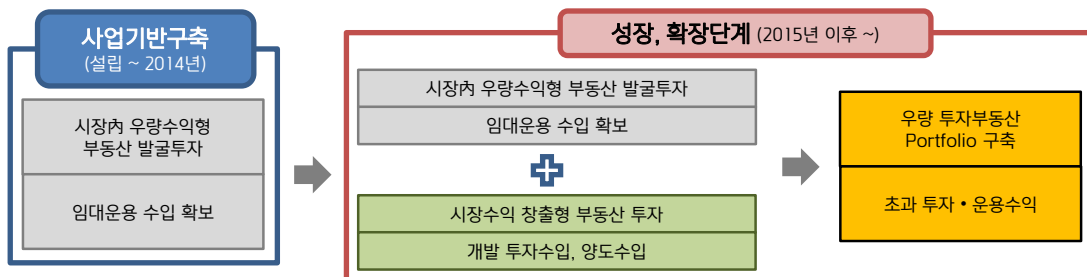 사업기반구축
(설립 ~ 2014년)
시장內 우량수익형
부동산 발굴투자
임대운용 수입 확보
성장, 확장단계 (2015년 이후 ~)
시장內 우량수익형 부동산 발굴투자
임대운용 수입 확보
시장수익 창출형 부동산 투자
개발 투자수입, 양도수입
우량 투자부동산
Portfolio 구축
초과 투자 • 운용수익